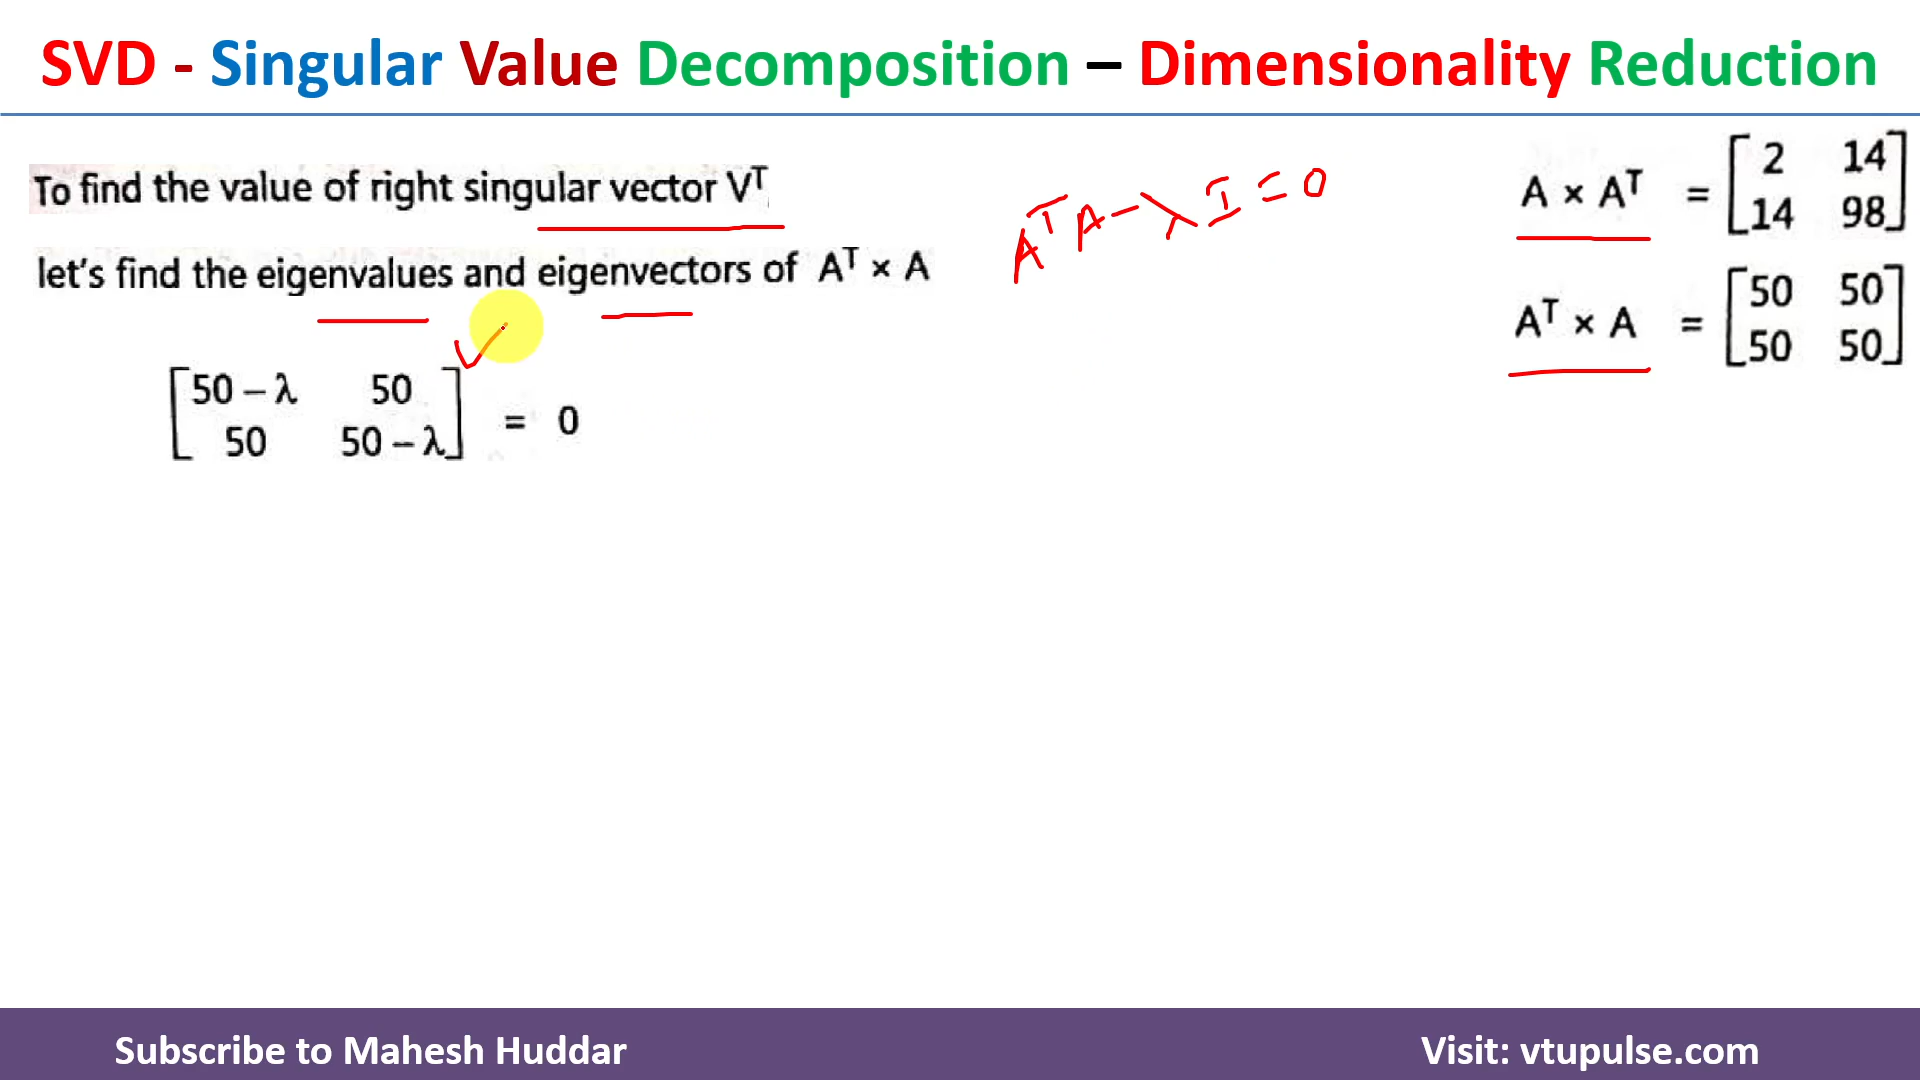 SVD - Singular Value Decomposition – Dimensionality Reduction
To find the value of right singular vector Vᵀ
let's find the eigenvalues and eigenvectors of Aᵀ × A
[50 – λ 50
50 50 – λ] = 0
AᵀA – λI = 0
A × Aᵀ = [2 14
14 98]
Aᵀ × A = [50 50
50 50]
Subscribe to Mahesh Huddar
Visit: vtupulse.com